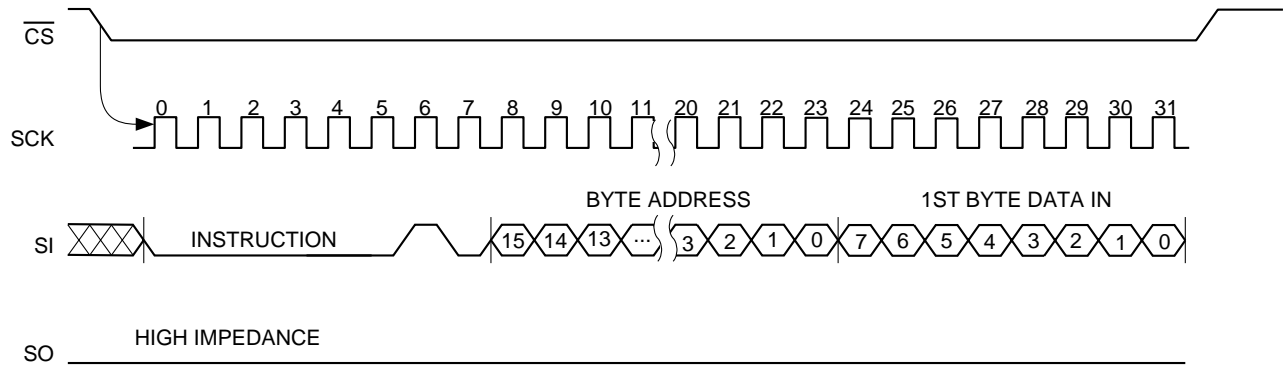 CS
SCK
0 1 2 3 4 5 6 7 8 9 10 11 20 21 22 23 24 25 26 27 28 29 30 31
BYTE ADDRESS 1ST BYTE DATA IN
SI
INSTRUCTION 15 14 13 ... 3 2 1 0 7 6 5 4 3 2 1 0
HIGH IMPEDANCE
SO